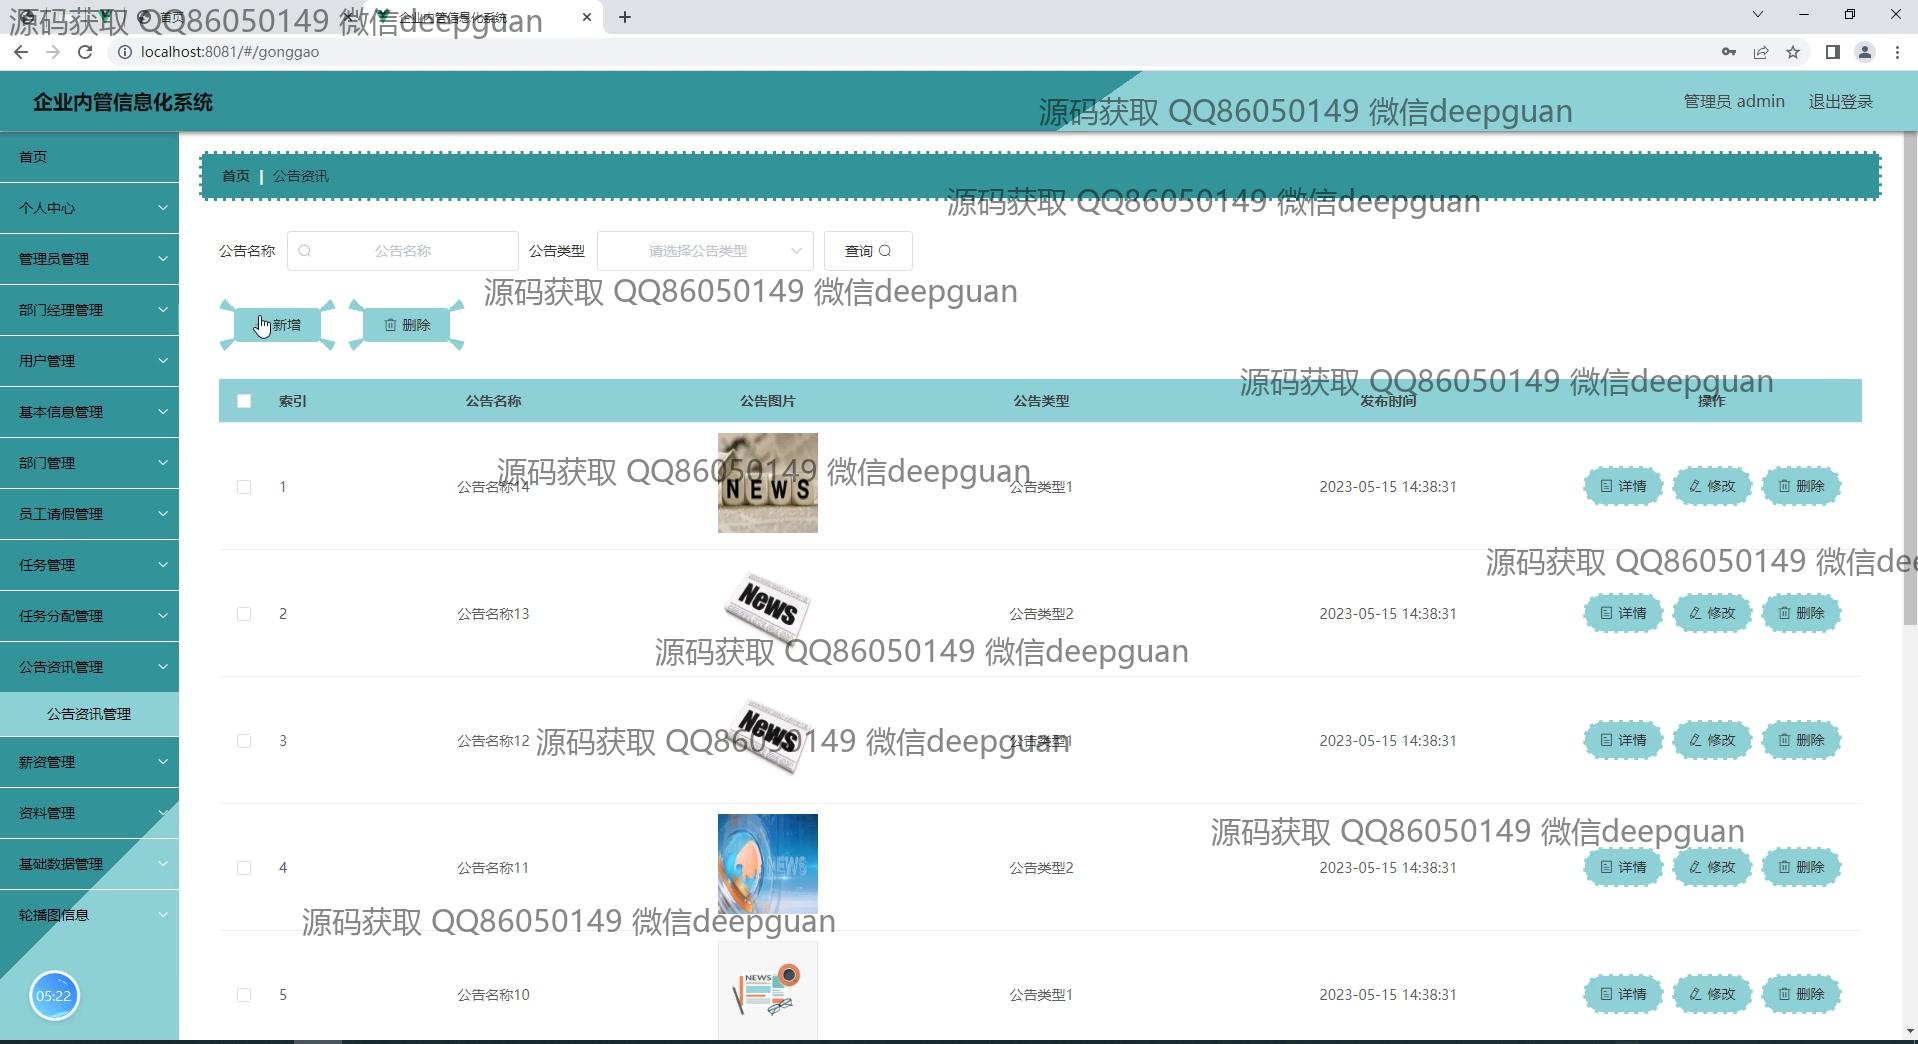 首页
企业内管信息化系统
源码获取 QQ86050149 微信deepguan
localhost:8081/#/gonggao
企业内管信息化系统
源码获取 QQ86050149 微信deepguan
管理员 admin
退出登录
首页
个人中心
管理员管理
部门经理管理
用户管理
基本信息管理
部门管理
员工请假管理
任务管理
任务分配管理
公告资讯管理
公告资讯管理
薪资管理
资料管理
基础数据管理
轮播图信息
05:22
首页 | 公告资讯
源码获取 QQ86050149 微信deepguan
公告名称 公告名称 公告类型 请选择公告类型 查询
源码获取 QQ86050149 微信deepguan
新增 删除
源码获取 QQ86050149 微信deepguan
索引 公告名称 公告图片 公告类型 发布时间 操作
源码获取 QQ86050149 微信deepguan
1 公告名称14 NEWS 公告类型1 2023-05-15 14:38:31 详情 修改 删除
源码获取 QQ86050149 微信dee
2 公告名称13 News 公告类型2 2023-05-15 14:38:31 详情 修改 删除
源码获取 QQ86050149 微信deepguan
3 公告名称12 News 公告类型1 2023-05-15 14:38:31 详情 修改 删除
源码获取 QQ86050149 微信deepguan
源码获取 QQ86050149 微信deepguan
4 公告名称11 NEWS 公告类型2 2023-05-15 14:38:31 详情 修改 删除
源码获取 QQ86050149 微信deepguan
5 公告名称10 NEWS 公告类型1 2023-05-15 14:38:31 详情 修改 删除